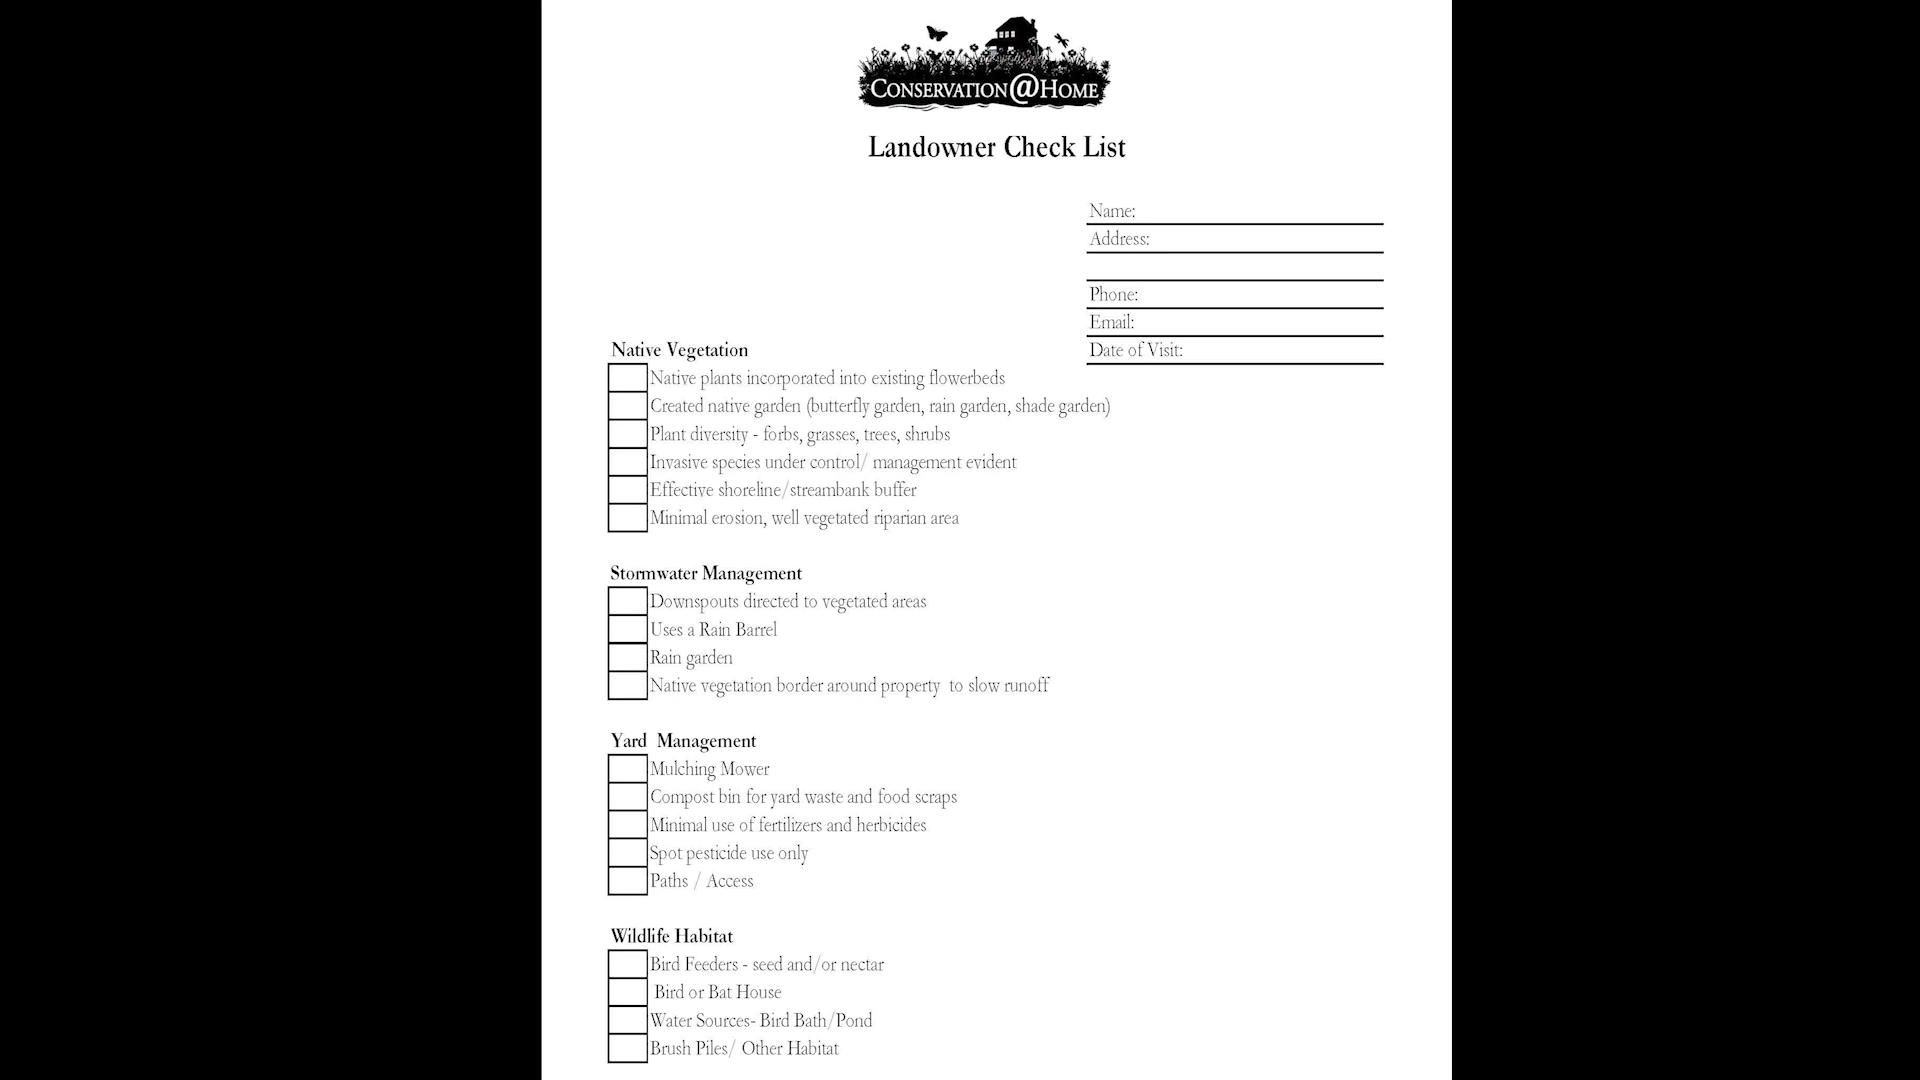 CONSERVATION@HOME
Landowner Check List
Name:
Address:
Phone:
Email:
Date of Visit:
Native Vegetation
Native plants incorporated into existing flowerbeds
Created native garden (butterfly garden, rain garden, shade garden)
Plant diversity - forbs, grasses, trees, shrubs
Invasive species under control/ management evident
Effective shoreline/streambank buffer
Minimal erosion, well vegetated riparian area
Stormwater Management
Downspouts directed to vegetated areas
Uses a Rain Barrel
Rain garden
Native vegetation border around property  to slow runoff
Yard  Management
Mulching Mower
Compost bin for yard waste and food scraps
Minimal use of fertilizers and herbicides
Spot pesticide use only
Paths / Access
Wildlife Habitat
Bird Feeders - seed and/or nectar
Bird or Bat House
Water Sources- Bird Bath/Pond
Brush Piles/ Other Habitat